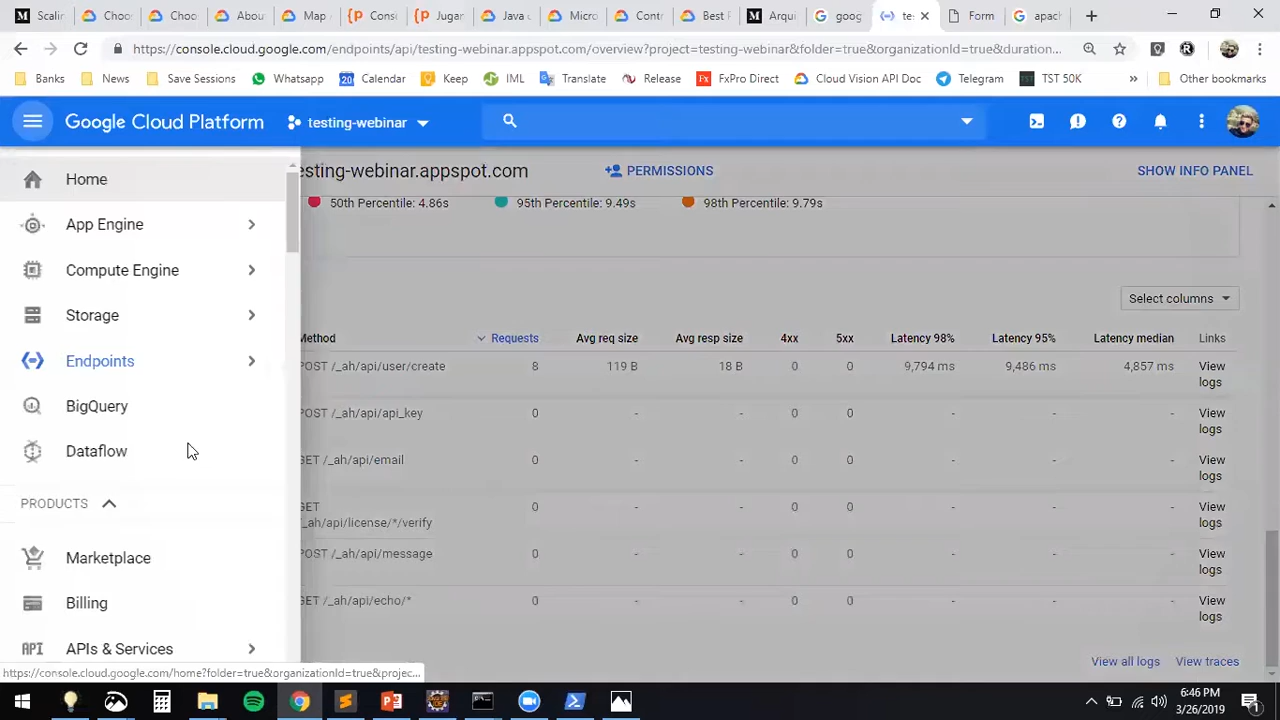 Scalin
Choo
Choo
Abou
Map
Consi
Jugar
Java c
Micro
Contr
Best F
Arqui
goog
tes
Form
apach
https://console.cloud.google.com/endpoints/api/testing-webinar.appspot.com/overview?project=testing-webinar&folder=true&organizationId=true&duration...
Banks
News
Save Sessions
Whatsapp
Calendar
Keep
IML
Translate
Release
FxPro Direct
Cloud Vision API Doc
Telegram
TST 50K
»
Other bookmarks
Google Cloud Platform
testing-webinar
esting-webinar.appspot.com
PERMISSIONS
SHOW INFO PANEL
Home
App Engine
Compute Engine
Storage
Endpoints
BigQuery
Dataflow
PRODUCTS
Marketplace
Billing
API APIs & Services
50th Percentile: 4.86s
95th Percentile: 9.49s
98th Percentile: 9.79s
Select columns
Method Requests Avg req size Avg resp size 4xx 5xx Latency 98% Latency 95% Latency median Links
POST /_ah/api/user/create 8 119 B 18 B 0 0 9,794 ms 9,486 ms 4,857 ms View
logs
POST /_ah/api/api_key 0 - - 0 0 - - - View
logs
GET /_ah/api/email 0 - - 0 0 - - - View
logs
GET 0 - - 0 0 - - - View
/_ah/api/license/*/verify logs
POST /_ah/api/message 0 - - 0 0 - - - View
logs
GET /_ah/api/echo/* 0 - - 0 0 - - - View
logs
View all logs
View traces
https://console.cloud.google.com/home?folder=true&organizationId=true&projec...
6:46 PM
3/26/2019